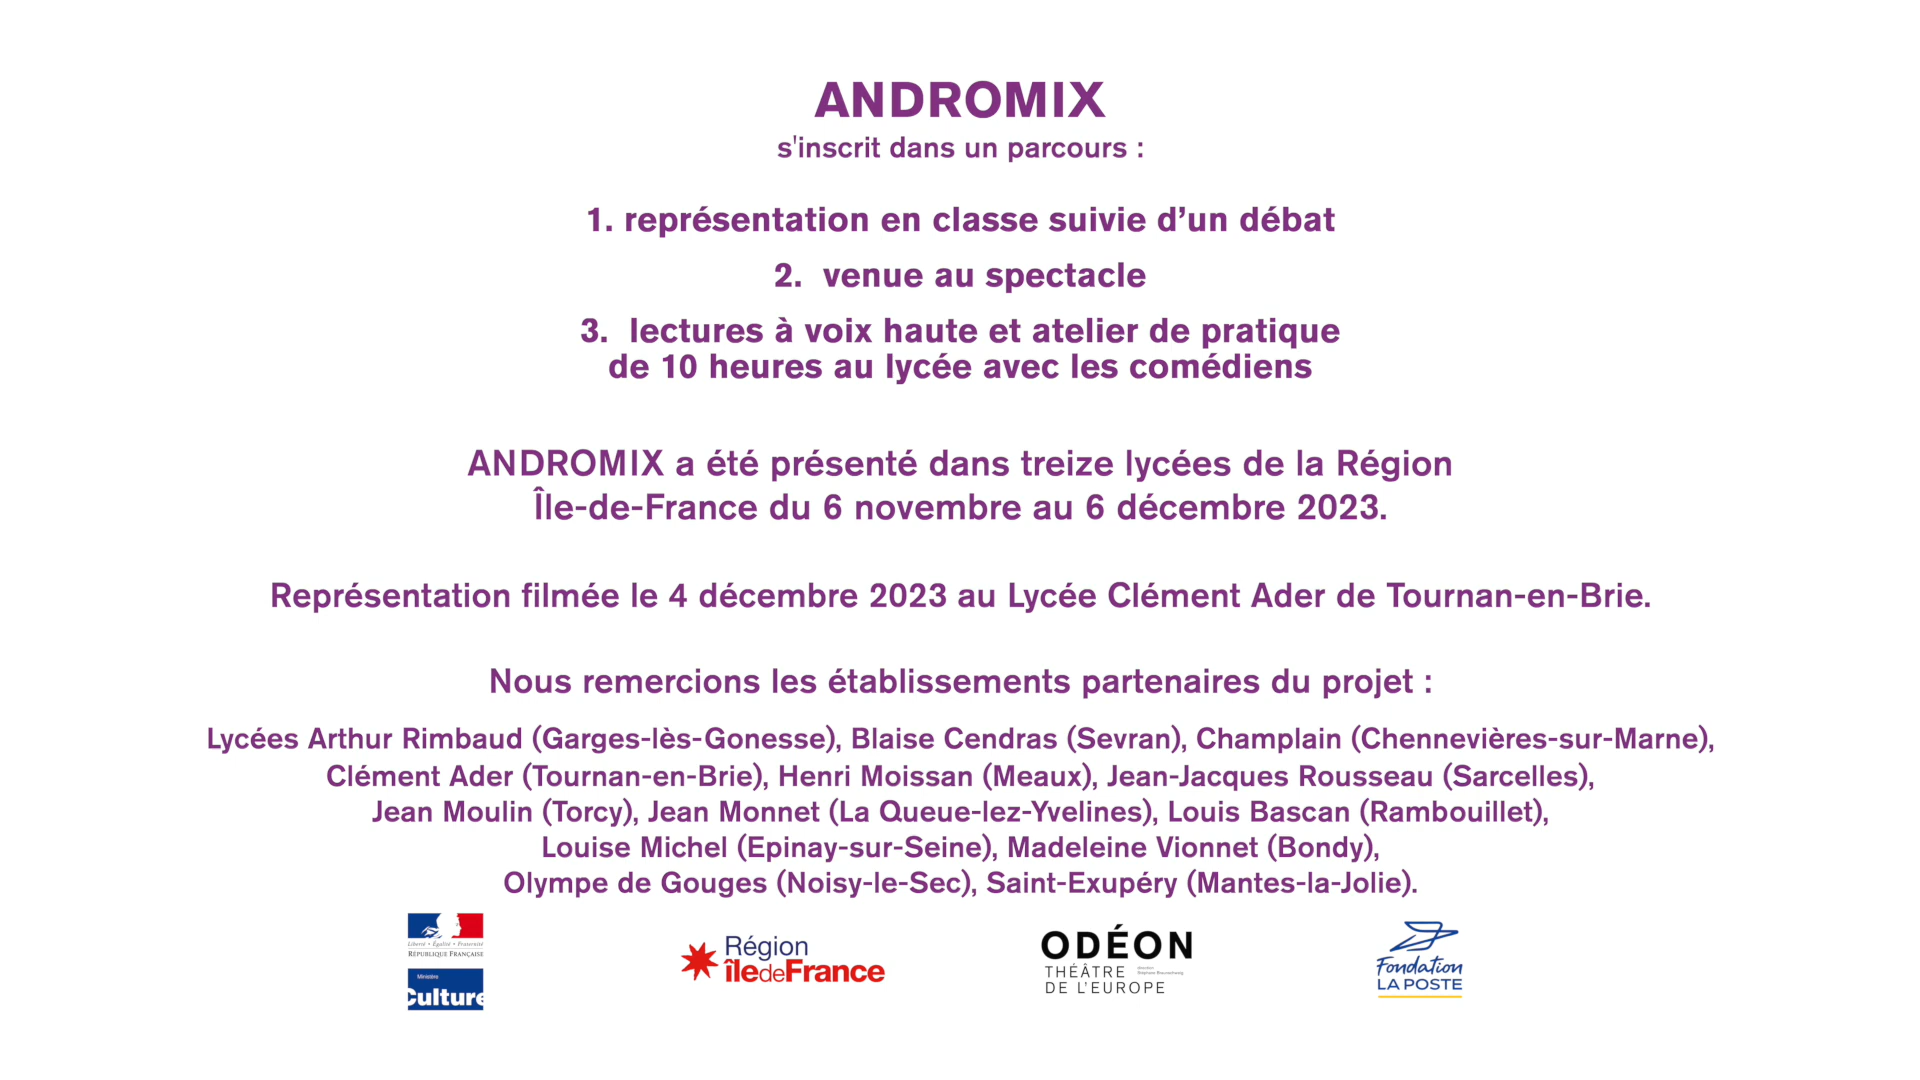 ANDROMIX
s'inscrit dans un parcours :
1. représentation en classe suivie d’un débat
2. venue au spectacle
3. lectures à voix haute et atelier de pratique
de 10 heures au lycée avec les comédiens
ANDROMIX a été présenté dans treize lycées de la Région
Île-de-France du 6 novembre au 6 décembre 2023.
Représentation filmée le 4 décembre 2023 au Lycée Clément Ader de Tournan-en-Brie.
Nous remercions les établissements partenaires du projet :
Lycées Arthur Rimbaud (Garges-lès-Gonesse), Blaise Cendras (Sevran), Champlain (Chennevières-sur-Marne),
Clément Ader (Tournan-en-Brie), Henri Moissan (Meaux), Jean-Jacques Rousseau (Sarcelles),
Jean Moulin (Torcy), Jean Monnet (La Queue-lez-Yvelines), Louis Bascan (Rambouillet),
Louise Michel (Epinay-sur-Seine), Madeleine Vionnet (Bondy),
Olympe de Gouges (Noisy-le-Sec), Saint-Exupéry (Mantes-la-Jolie).
Liberté • Égalité • Fraternité
RÉPUBLIQUE FRANÇAISE
Ministère
Culture
Région
îledeFrance
ODÉON
THÉÂTRE
direction
Stéphane Braunschweig
DE L'EUROPE
Fondation
LA POSTE